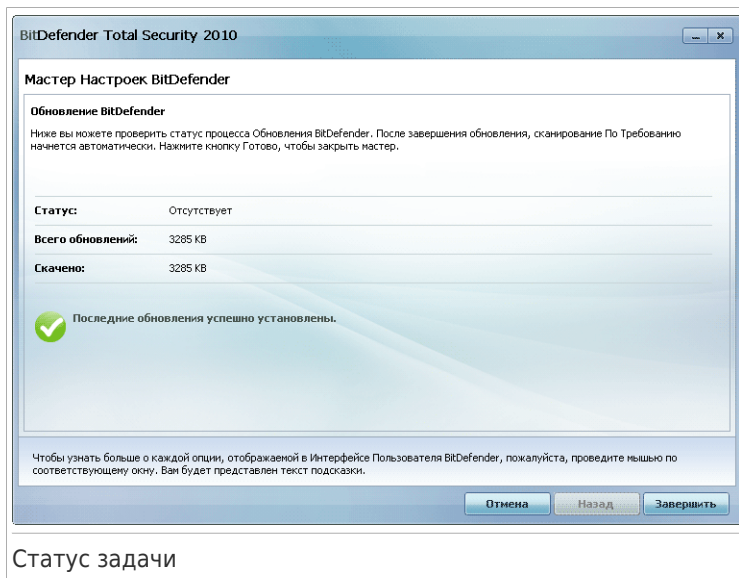 BitDefender Total Security 2010
Мастер Настроек BitDefender
Обновление BitDefender
Ниже вы можете проверить статус процесса Обновления BitDefender. После завершения обновления, сканирование По Требованию
начнется автоматически. Нажмите кнопку Готово, чтобы закрыть мастер.
Статус: Отсутствует
Всего обновлений: 3285 KB
Скачено: 3285 KB
Последние обновления успешно установлены.
Чтобы узнать больше о каждой опции, отображаемой в Интерфейсе Пользователя BitDefender, пожалуйста, проведите мышью по
соответствующему окну. Вам будет представлен текст подсказки.
Отмена Назад Завершить
Статус задачи